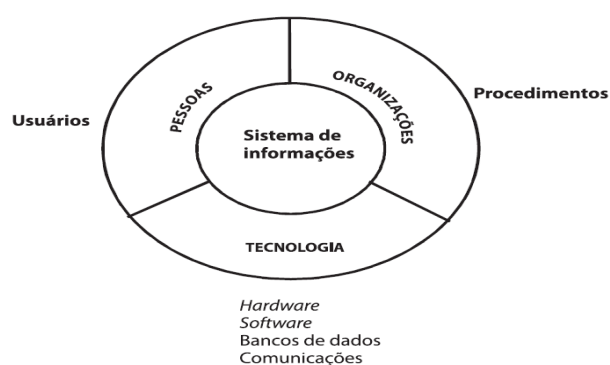 PESSOAS
ORGANIZAÇÕES
Usuários
Procedimentos
Sistema de
informações
TECNOLOGIA
Hardware
Software
Bancos de dados
Comunicações